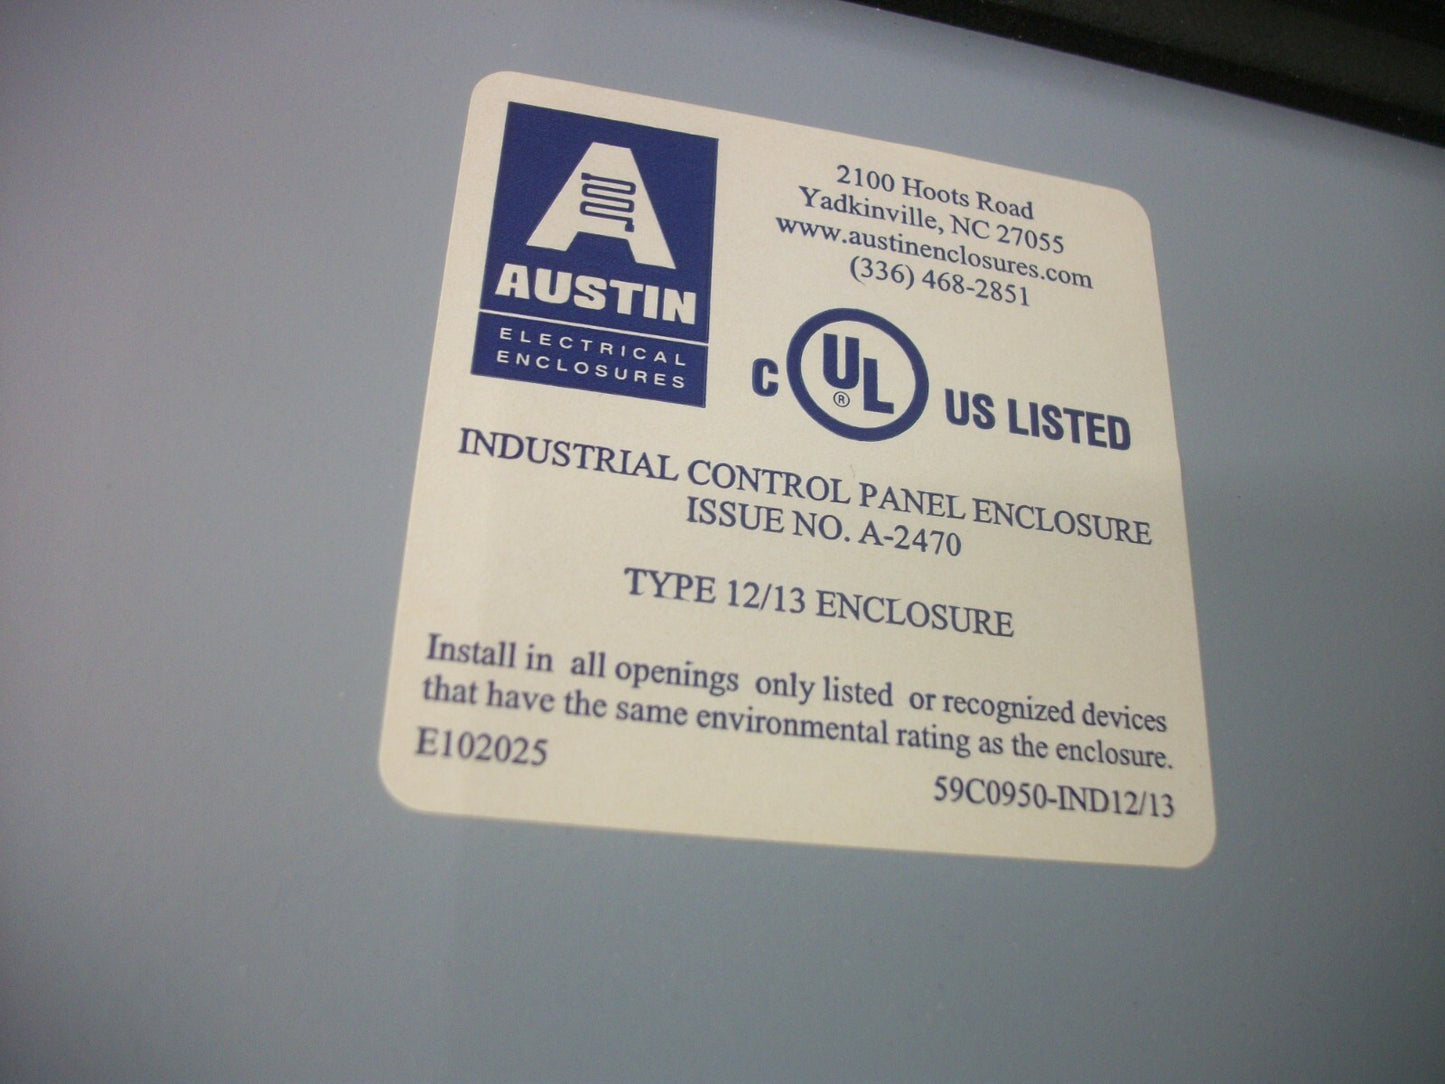 AUSTIN
ELECTRICAL
ENCLOSURES
2100 Hoots Road
Yadkinville, NC 27055
www.austinenclosures.com
(336) 468-2851
C UL ® US LISTED
INDUSTRIAL CONTROL PANEL ENCLOSURE
ISSUE NO. A-2470
TYPE 12/13 ENCLOSURE
Install in all openings only listed or recognized devices
that have the same environmental rating as the enclosure.
E102025
59C0950-IND12/13